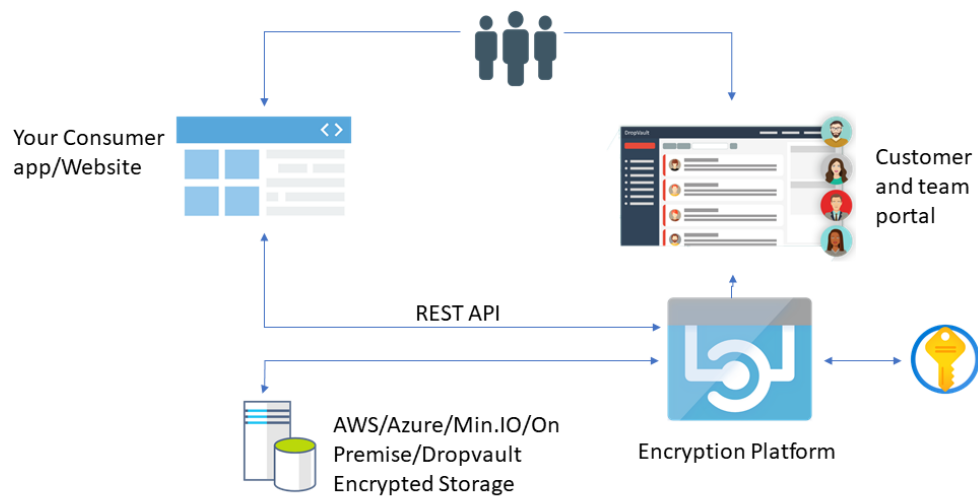 Your Consumer
app/Website
DropVault
Customer
and team
portal
REST API
AWS/Azure/Min.IO/On
Premise/Dropvault
Encrypted Storage
Encryption Platform